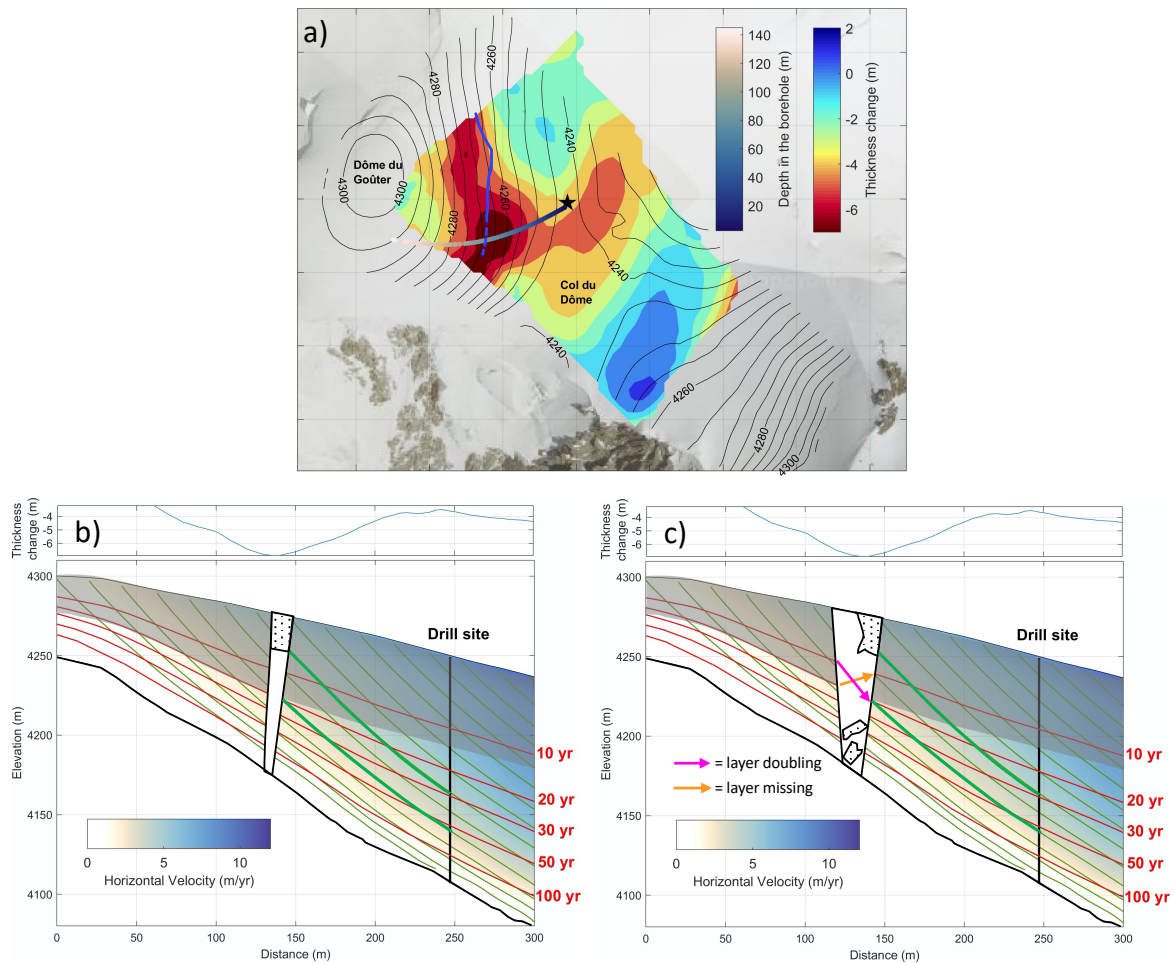 a)
4260
4280
4240
Dôme du
Goûter
4300
4300
4280
4260
4240
Col du
Dôme
4240
4260
4280
4300
140
120
100
80
60
40
20
Depth in the borehole (m)
2
0
-2
-4
-6
Thickness change (m)
b)
Thickness
change (m)
-4
-5
-6
4300
4250
4200
4150
4100
Elevation (m)
Drill site
10 yr
20 yr
30 yr
50 yr
100 yr
0
5
10
Horizontal Velocity (m/yr)
0
50
100
150
200
250
300
Distance (m)
c)
Thickness
change (m)
-4
-5
-6
4300
4250
4200
4150
4100
Elevation (m)
Drill site
= layer doubling
= layer missing
10 yr
20 yr
30 yr
50 yr
100 yr
0
5
10
Horizontal Velocity (m/yr)
0
50
100
150
200
250
300
Distance (m)